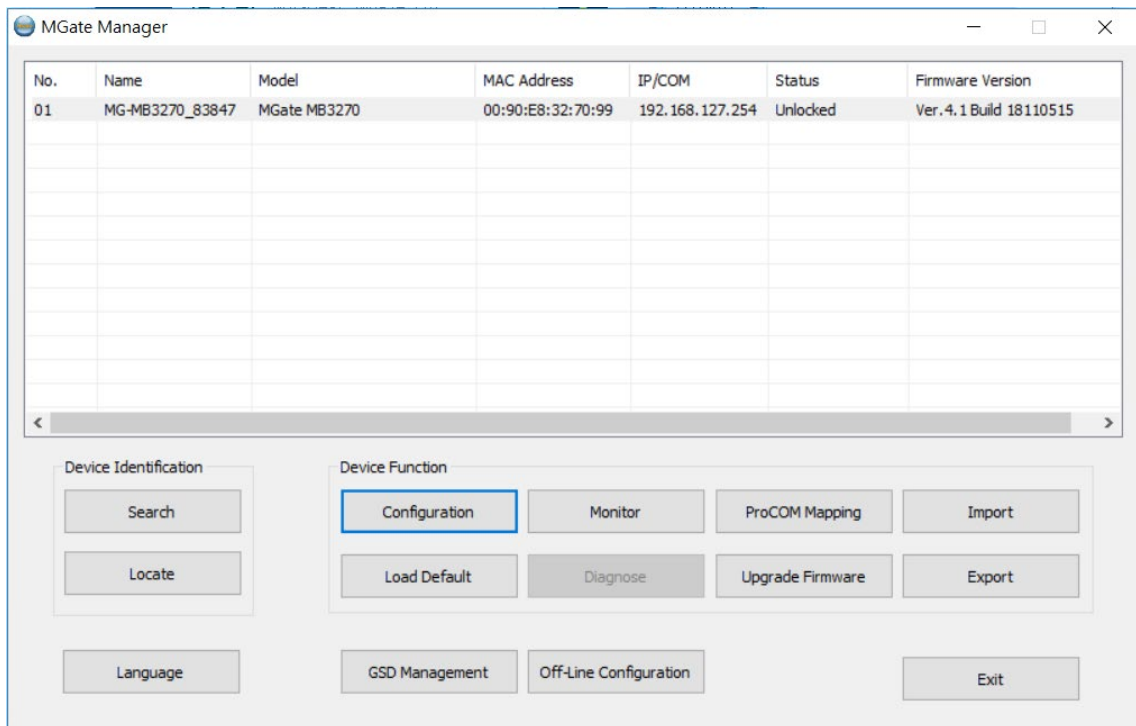 MGate Manager
No. Name Model MAC Address IP/COM Status Firmware Version
01 MG-MB3270_83847 MGate MB3270 00:90:E8:32:70:99 192.168.127.254 Unlocked Ver.4.1 Build 18110515
Device Identification
Search
Locate
Device Function
Configuration Monitor ProCOM Mapping Import
Load Default Diagnose Upgrade Firmware Export
Language GSD Management Off-Line Configuration Exit